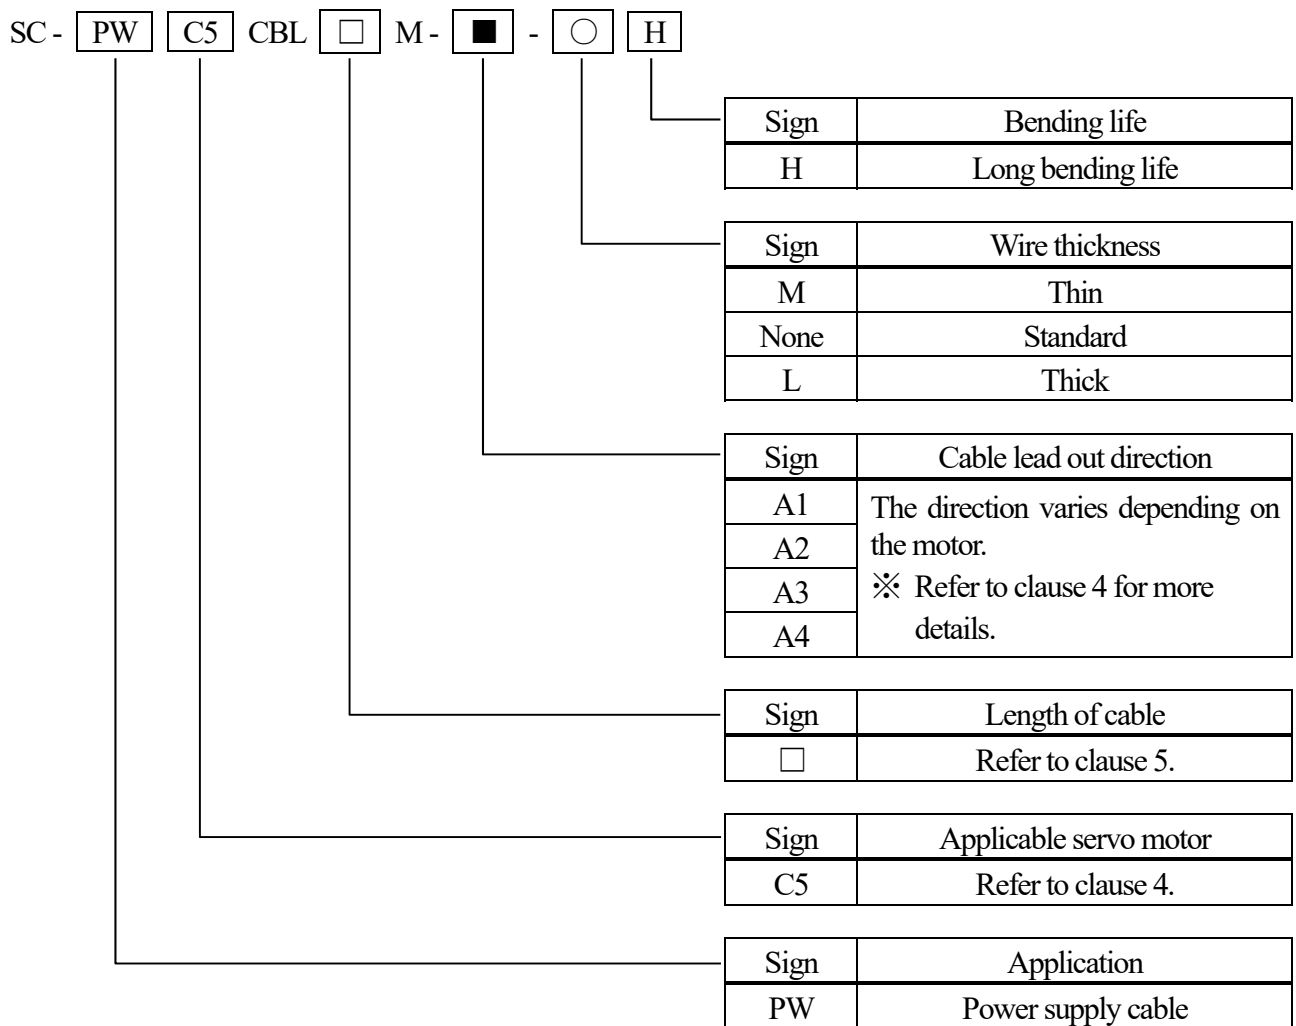 SC - PW C5 CBL □ M - ■ - ○ H
Sign Bending life
H Long bending life
Sign Wire thickness
M Thin
None Standard
L Thick
Sign Cable lead out direction
A1 The direction varies depending on
A2 the motor.
A3 ※ Refer to clause 4 for more
A4 details.
Sign Length of cable
□ Refer to clause 5.
Sign Applicable servo motor
C5 Refer to clause 4.
Sign Application
PW Power supply cable